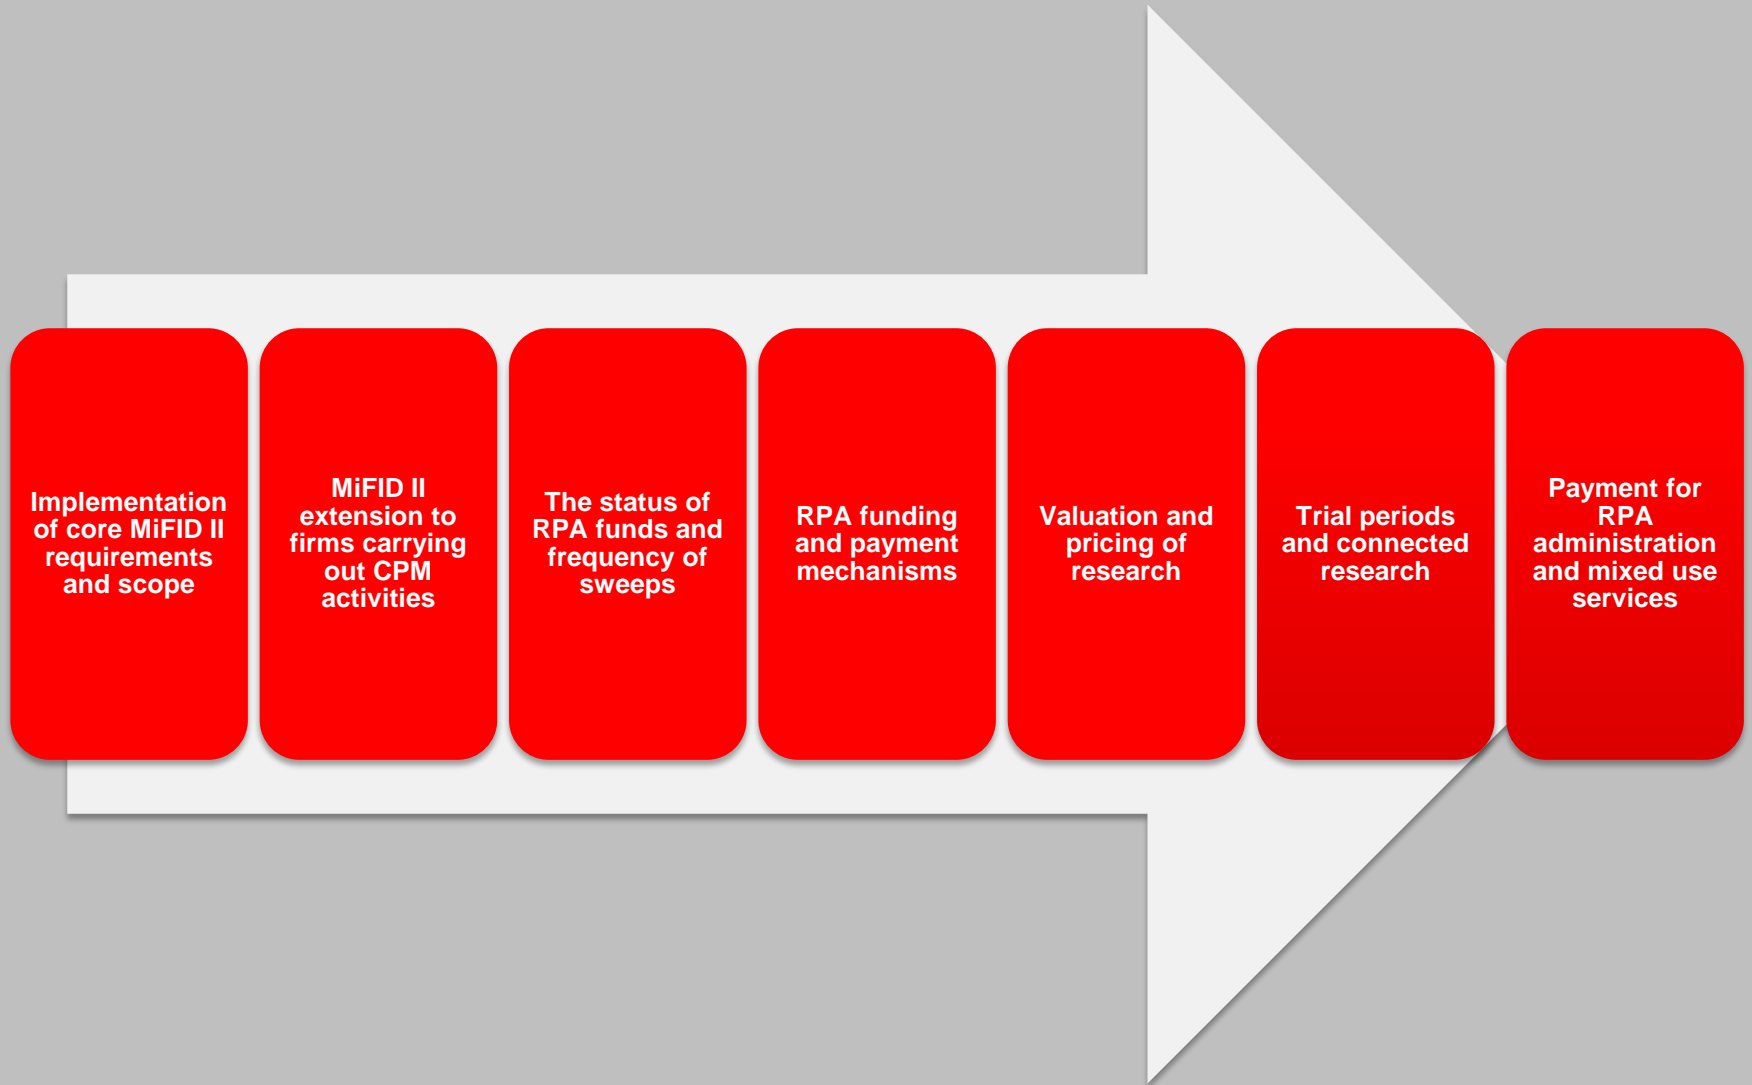 Implementation
of core MiFID II
requirements
and scope
MiFID II
extension to
firms carrying
out CPM
activities
The status of
RPA funds and
frequency of
sweeps
RPA funding
and payment
mechanisms
Valuation and
pricing of
research
Trial periods
and connected
research
Payment for
RPA
administration
and mixed use
services